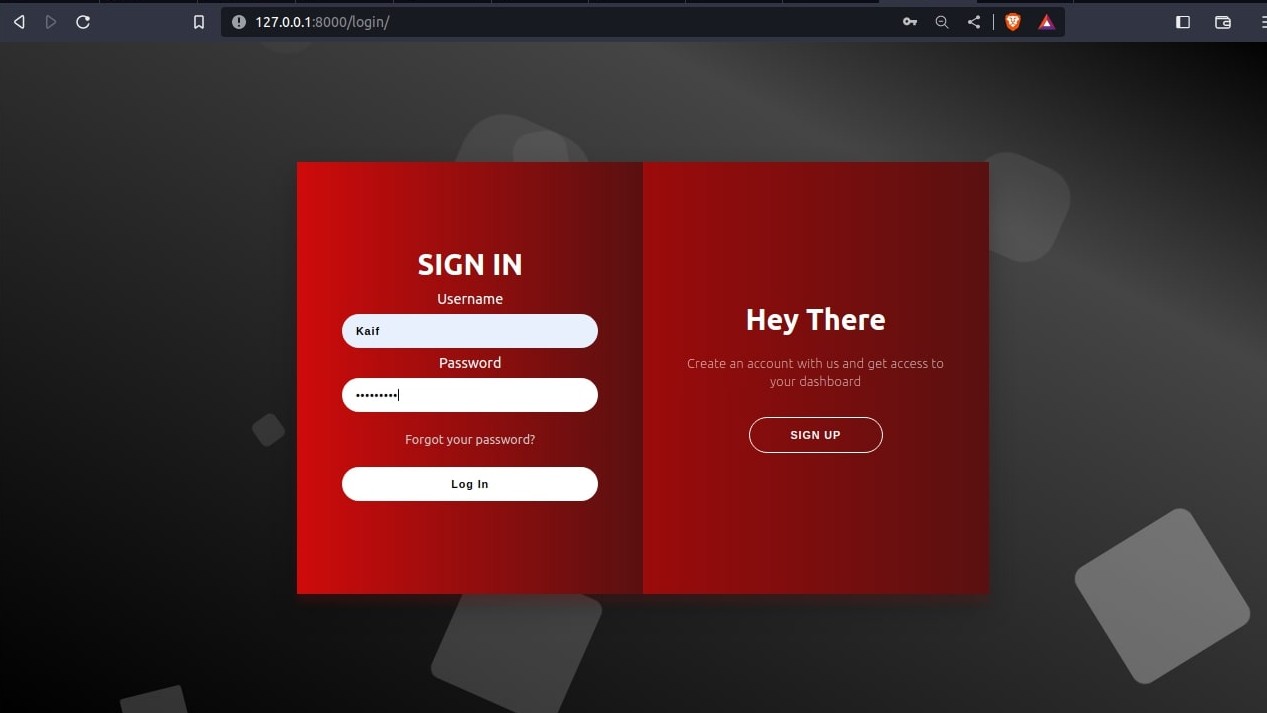 127.0.0.1:8000/login/
SIGN IN
Username
Kaif
Password
•••••••••
Forgot your password?
Log In
Hey There
Create an account with us and get access to
your dashboard
SIGN UP